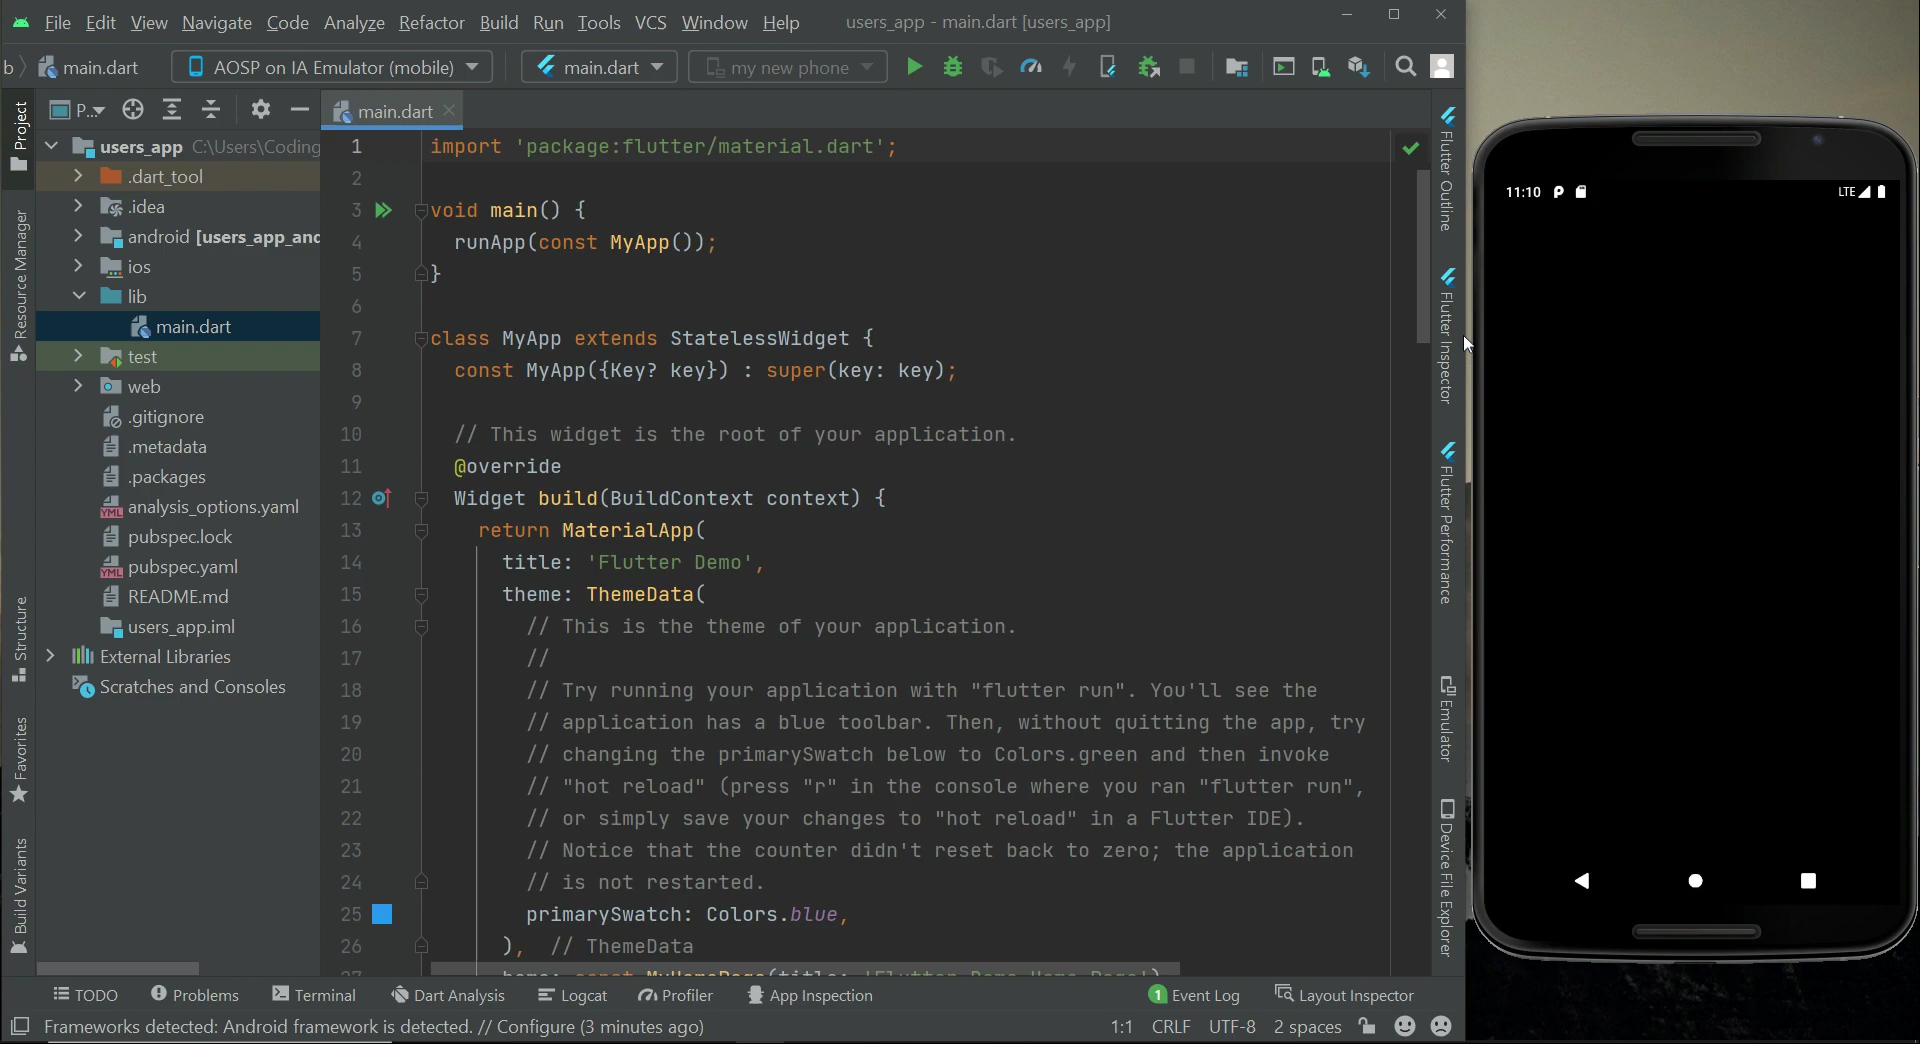 File Edit View Navigate Code Analyze Refactor Build Run Tools VCS Window Help users_app - main.dart [users_app]
b main.dart AOSP on IA Emulator (mobile) main.dart my new phone
P... main.dart
Project
Resource Manager
Structure
Favorites
Build Variants
users_app C:\Users\Coding
.dart_tool
.idea
android [users_app_and
ios
lib
main.dart
test
web
.gitignore
.metadata
.packages
analysis_options.yaml
pubspec.lock
pubspec.yaml
README.md
users_app.iml
External Libraries
Scratches and Consoles
1 import 'package:flutter/material.dart';
2
3 void main() {
4 runApp(const MyApp());
5 }
6
7 class MyApp extends StatelessWidget {
8 const MyApp({Key? key}) : super(key: key);
9
10 // This widget is the root of your application.
11 @override
12 Widget build(BuildContext context) {
13 return MaterialApp(
14 title: 'Flutter Demo',
15 theme: ThemeData(
16 // This is the theme of your application.
17 //
18 // Try running your application with "flutter run". You'll see the
19 // application has a blue toolbar. Then, without quitting the app, try
20 // changing the primarySwatch below to Colors.green and then invoke
21 // "hot reload" (press "r" in the console where you ran "flutter run",
22 // or simply save your changes to "hot reload" in a Flutter IDE).
23 // Notice that the counter didn't reset back to zero; the application
24 // is not restarted.
25 primarySwatch: Colors.blue,
26 ), // ThemeData
27 home: const MyHomePage(title: 'Flutter Demo Home Page')
Flutter Outline
Flutter Inspector
Flutter Performance
Emulator
Device File Explorer
11:10 LTE
TODO Problems Terminal Dart Analysis Logcat Profiler App Inspection 1 Event Log Layout Inspector
Frameworks detected: Android framework is detected. // Configure (3 minutes ago) 1:1 CRLF UTF-8 2 spaces